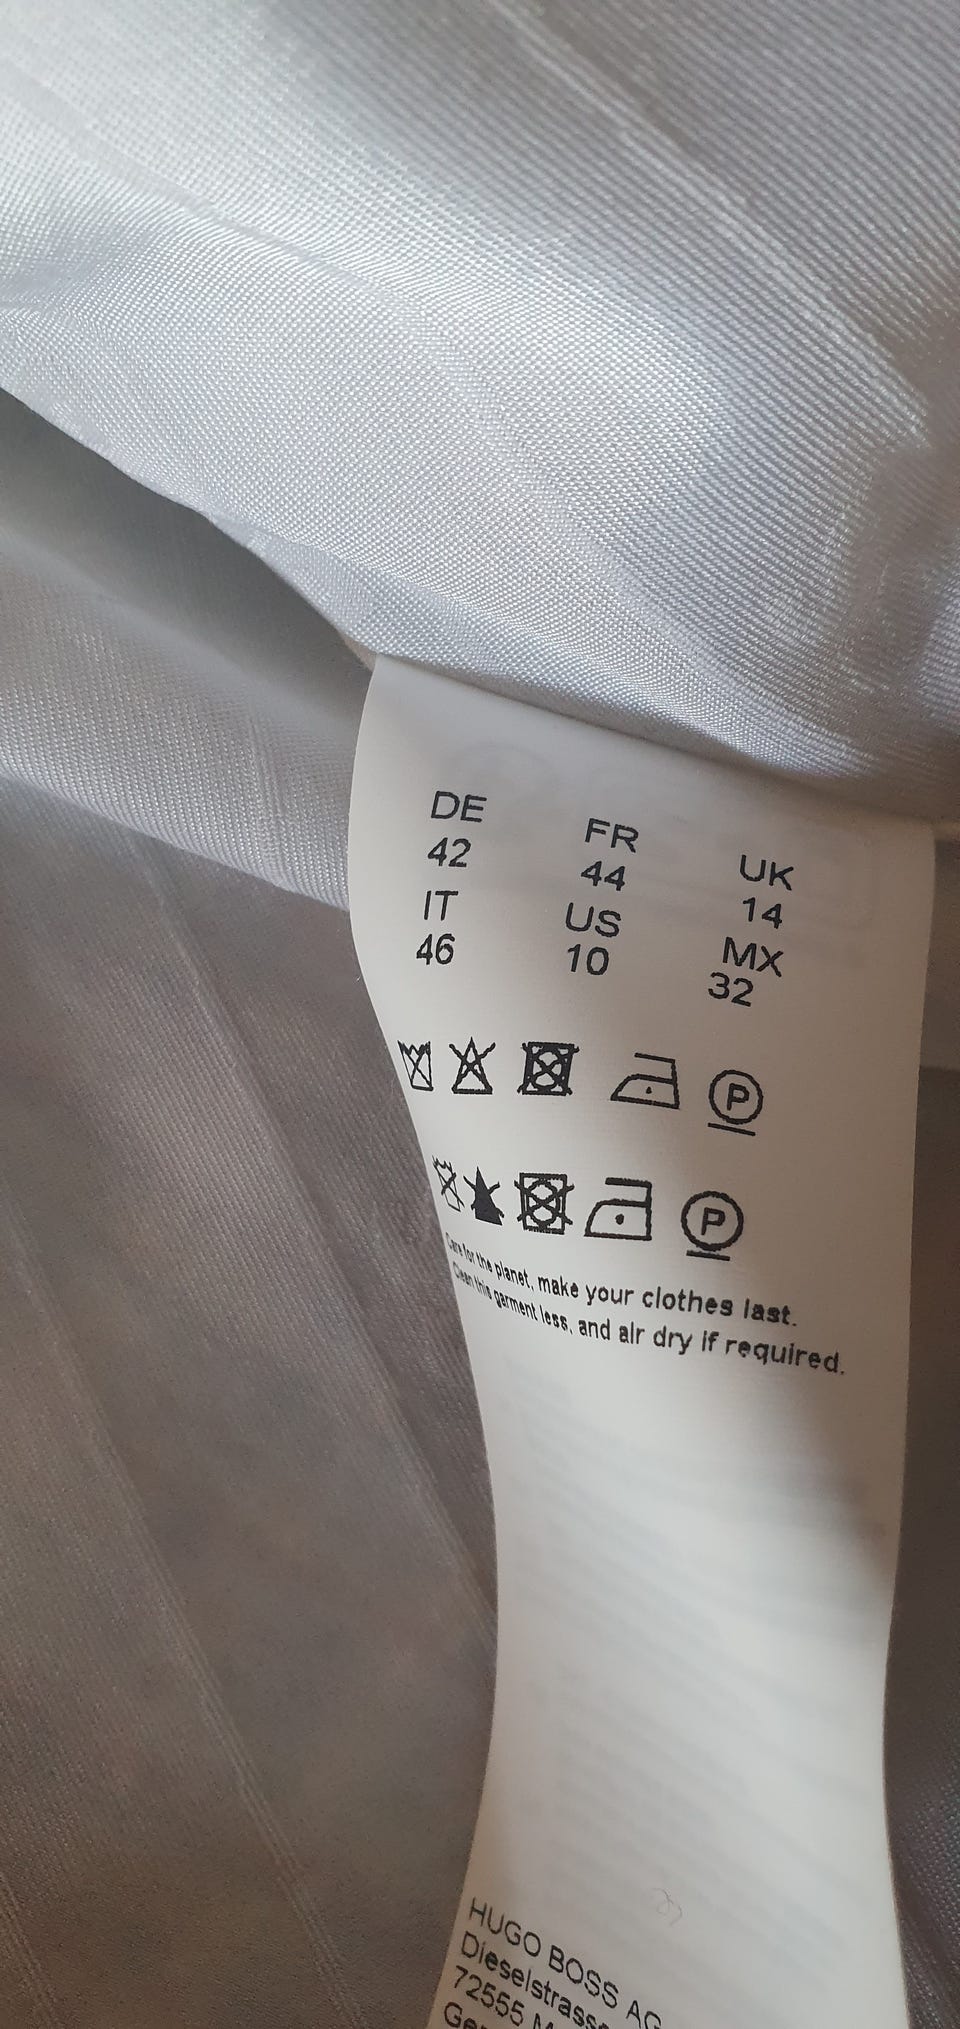 DE FR UK
42 44 14
IT US MX
46 10 32
P
P
Care for the planet, make your clothes last.
Clean this garment less, and air dry if required.
HUGO BOSS AG
Dieselstrasse
72555